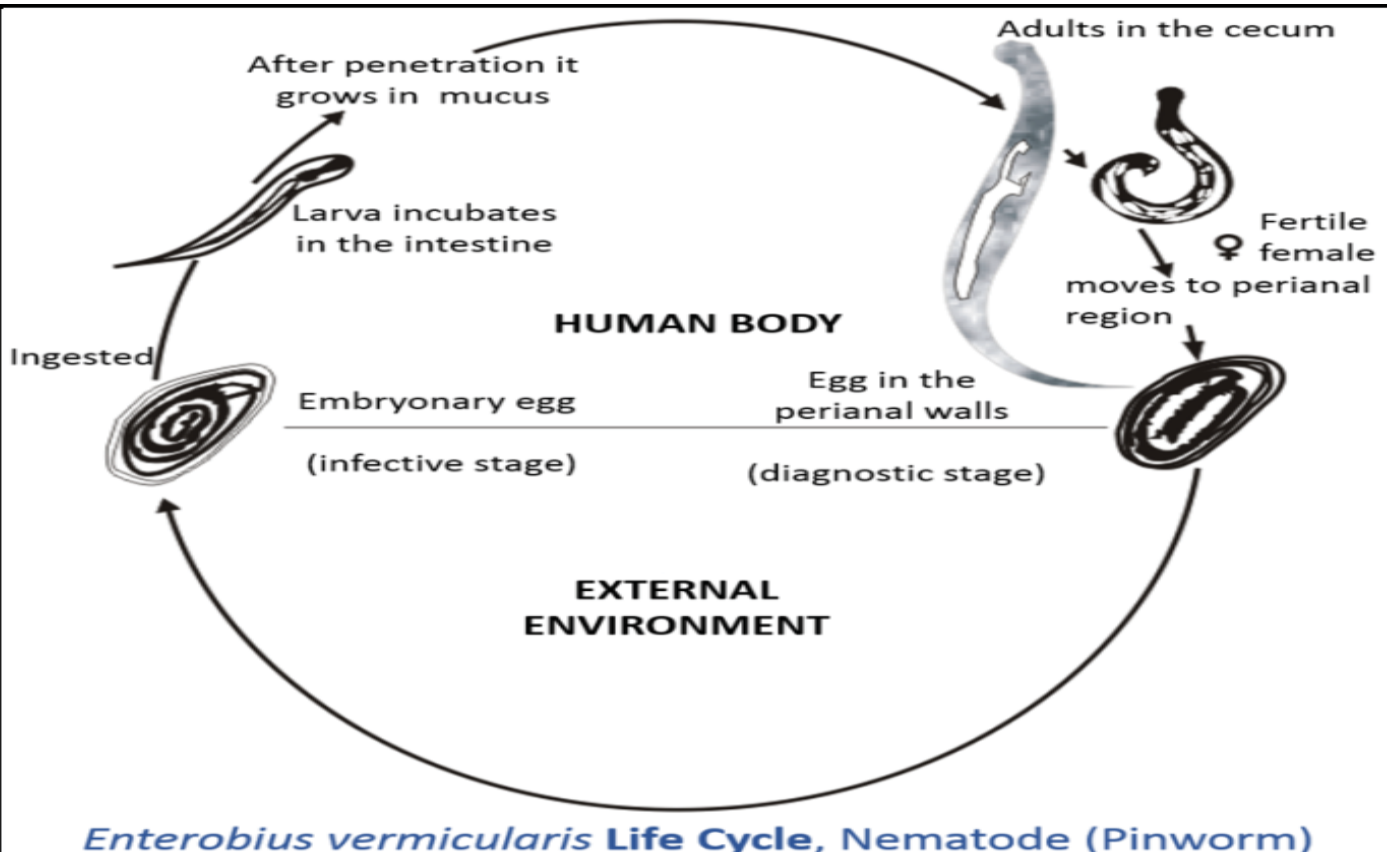 Adults in the cecum
After penetration it
grows in mucus
Larva incubates
in the intestine
Fertile
♀ female
moves to perianal
region
HUMAN BODY
Ingested
Embryonary egg
Egg in the
perianal walls
(infective stage)
(diagnostic stage)
EXTERNAL
ENVIRONMENT
Enterobius vermicularis Life Cycle, Nematode (Pinworm)